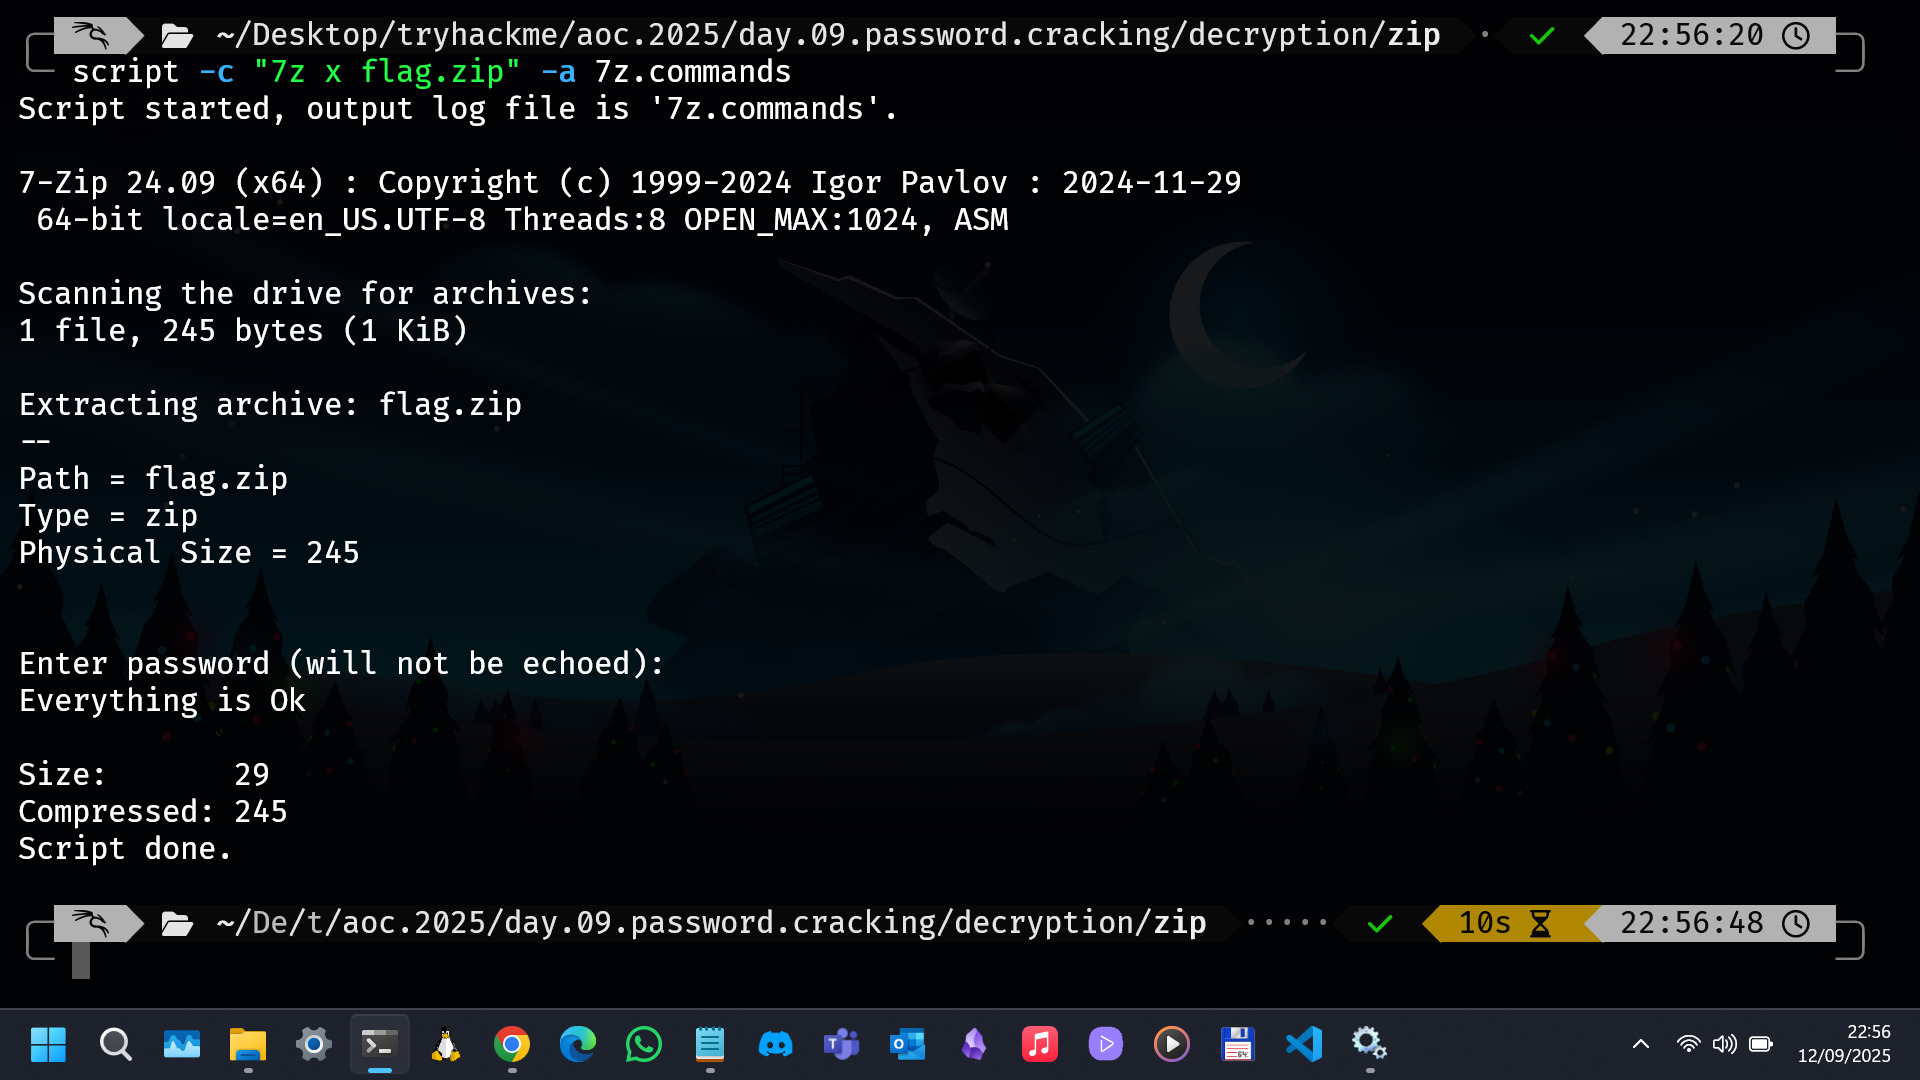 ~/Desktop/tryhackme/aoc.2025/day.09.password.cracking/decryption/zip 22:56:20
script -c "7z x flag.zip" -a 7z.commands
Script started, output log file is '7z.commands'.
7-Zip 24.09 (x64) : Copyright (c) 1999-2024 Igor Pavlov : 2024-11-29
64-bit locale=en_US.UTF-8 Threads:8 OPEN_MAX:1024, ASM
Scanning the drive for archives:
1 file, 245 bytes (1 KiB)
Extracting archive: flag.zip
--
Path = flag.zip
Type = zip
Physical Size = 245
Enter password (will not be echoed):
Everything is Ok
Size:       29
Compressed: 245
Script done.
~/De/t/aoc.2025/day.09.password.cracking/decryption/zip ····· 10s 22:56:48
22:56
12/09/2025